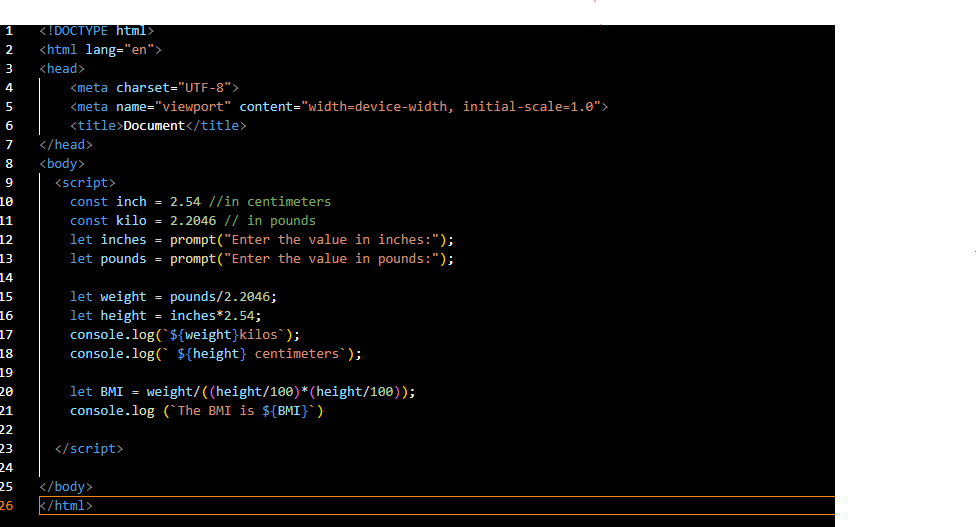 1 <!DOCTYPE html>
2 <html lang="en">
3 <head>
4     <meta charset="UTF-8">
5     <meta name="viewport" content="width=device-width, initial-scale=1.0">
6     <title>Document</title>
7 </head>
8 <body>
9   <script>
10     const inch = 2.54 //in centimeters
11     const kilo = 2.2046 // in pounds
12     let inches = prompt("Enter the value in inches:");
13     let pounds = prompt("Enter the value in pounds:");
14
15     let weight = pounds/2.2046;
16     let height = inches*2.54;
17     console.log(`${weight}kilos`);
18     console.log(` ${height} centimeters`);
19
20     let BMI = weight/((height/100)*(height/100));
21     console.log (`The BMI is ${BMI}`)
22
23   </script>
24
25 </body>
26 </html>